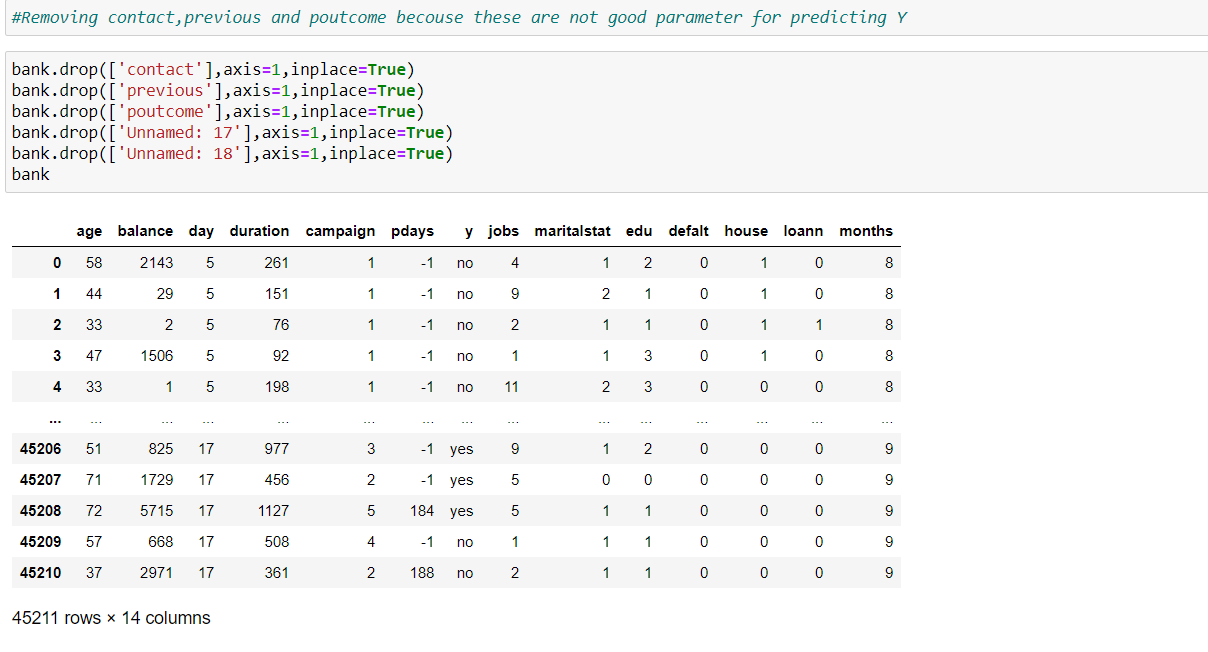 #Removing contact,previous and poutcome becouse these are not good parameter for predicting Y
bank.drop(['contact'],axis=1,inplace=True)
bank.drop(['previous'],axis=1,inplace=True)
bank.drop(['poutcome'],axis=1,inplace=True)
bank.drop(['Unnamed: 17'],axis=1,inplace=True)
bank.drop(['Unnamed: 18'],axis=1,inplace=True)
bank
age balance day duration campaign pdays y jobs maritalstat edu defalt house loann months
0 58 2143 5 261 1 -1 no 4 1 2 0 1 0 8
1 44 29 5 151 1 -1 no 9 2 1 0 1 0 8
2 33 2 5 76 1 -1 no 2 1 1 0 1 1 8
3 47 1506 5 92 1 -1 no 1 1 3 0 1 0 8
4 33 1 5 198 1 -1 no 11 2 3 0 0 0 8
... ... ... ... ... ... ... ... ... ... ... ... ... ... ...
45206 51 825 17 977 3 -1 yes 9 1 2 0 0 0 9
45207 71 1729 17 456 2 -1 yes 5 0 0 0 0 0 9
45208 72 5715 17 1127 5 184 yes 5 1 1 0 0 0 9
45209 57 668 17 508 4 -1 no 1 1 1 0 0 0 9
45210 37 2971 17 361 2 188 no 2 1 1 0 0 0 9
45211 rows × 14 columns